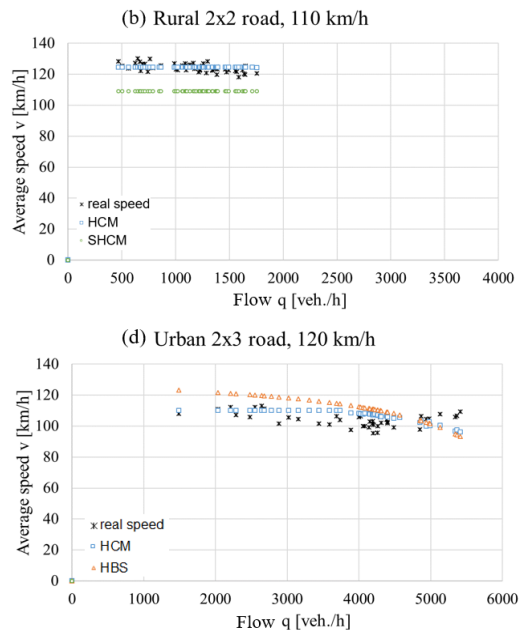 (b) Rural 2x2 road, 110 km/h
Average speed v [km/h]
140
120
100
80
60
40
20
0
real speed
HCM
SHCM
0 500 1000 1500 2000 2500 3000 3500 4000
Flow q [veh./h]
(d) Urban 2x3 road, 120 km/h
Average speed v [km/h]
140
120
100
80
60
40
20
0
real speed
HCM
HBS
0 1000 2000 3000 4000 5000 6000
Flow q [veh./h]